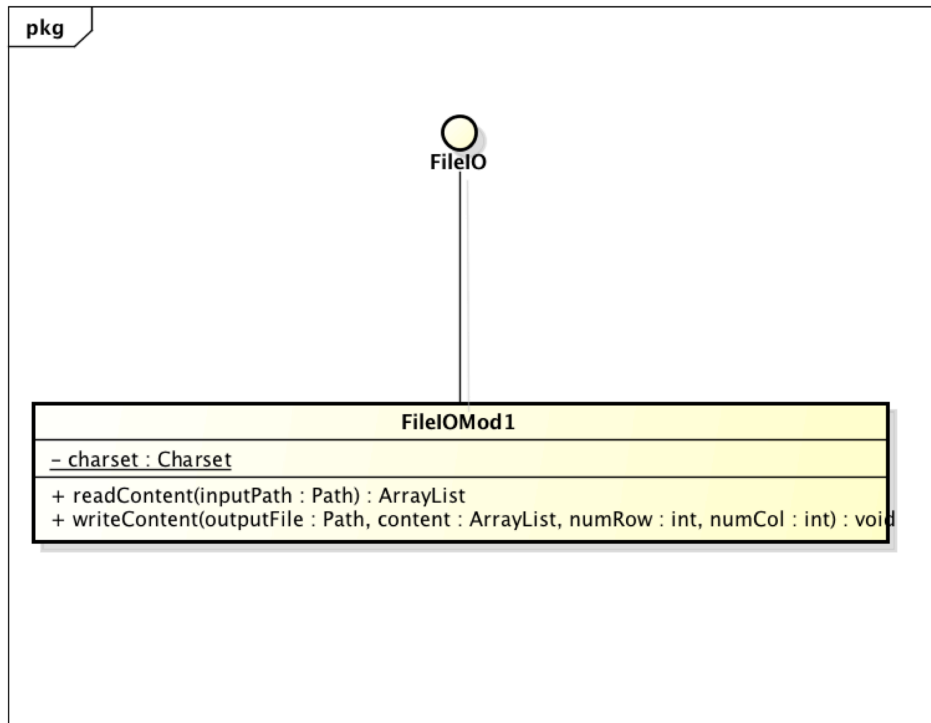 pkg
FileIO
FileIOMod1
- charset : Charset
+ readContent(inputPath : Path) : ArrayList
+ writeContent(outputFile : Path, content : ArrayList, numRow : int, numCol : int) : void